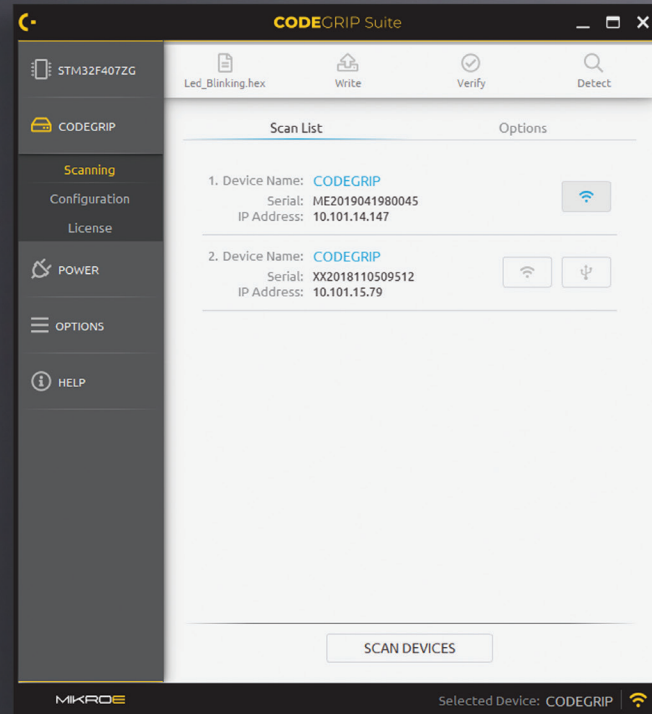 CODEGRIP Suite
STM32F407ZG
CODEGRIP
Scanning
Configuration
License
POWER
OPTIONS
HELP
Led_Blinking.hex
Write
Verify
Detect
Scan List
Options
1. Device Name: CODEGRIP
Serial: ME2019041980045
IP Address: 10.101.14.147
2. Device Name: CODEGRIP
Serial: XX2018110509512
IP Address: 10.101.15.79
SCAN DEVICES
MIKROE
Selected Device: CODEGRIP